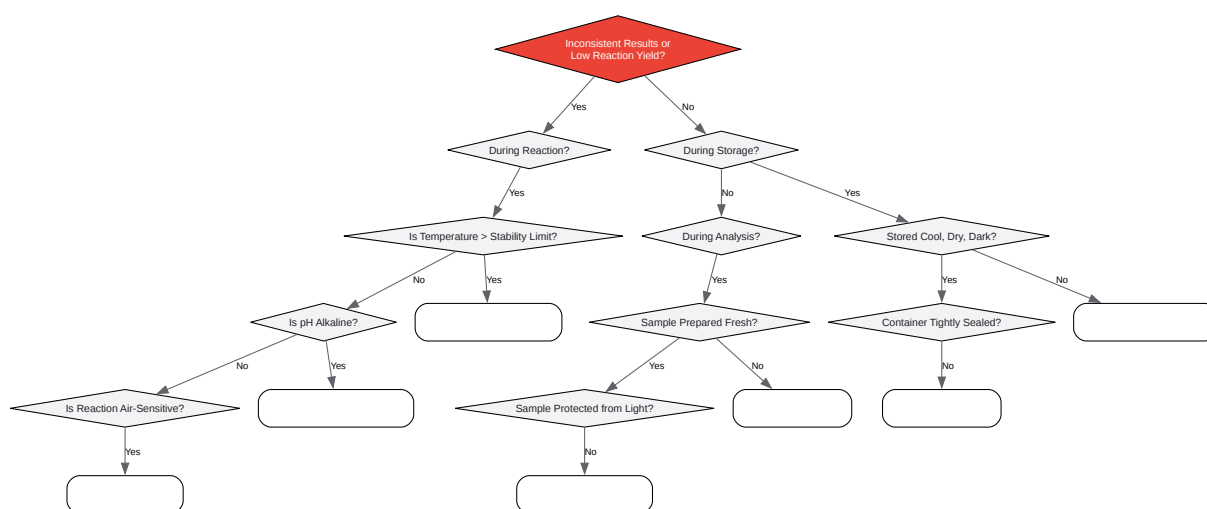 Inconsistent Results or
Low Reaction Yield?
Yes
No
During Reaction?
During Storage?
Yes
No
Yes
Is Temperature > Stability Limit?
During Analysis?
Stored Cool, Dry, Dark?
No
Yes
Yes
Yes
No
Is pH Alkaline?
Sample Prepared Fresh?
Container Tightly Sealed?
No
Yes
Yes
No
No
Is Reaction Air-Sensitive?
Sample Protected from Light?
Yes
No